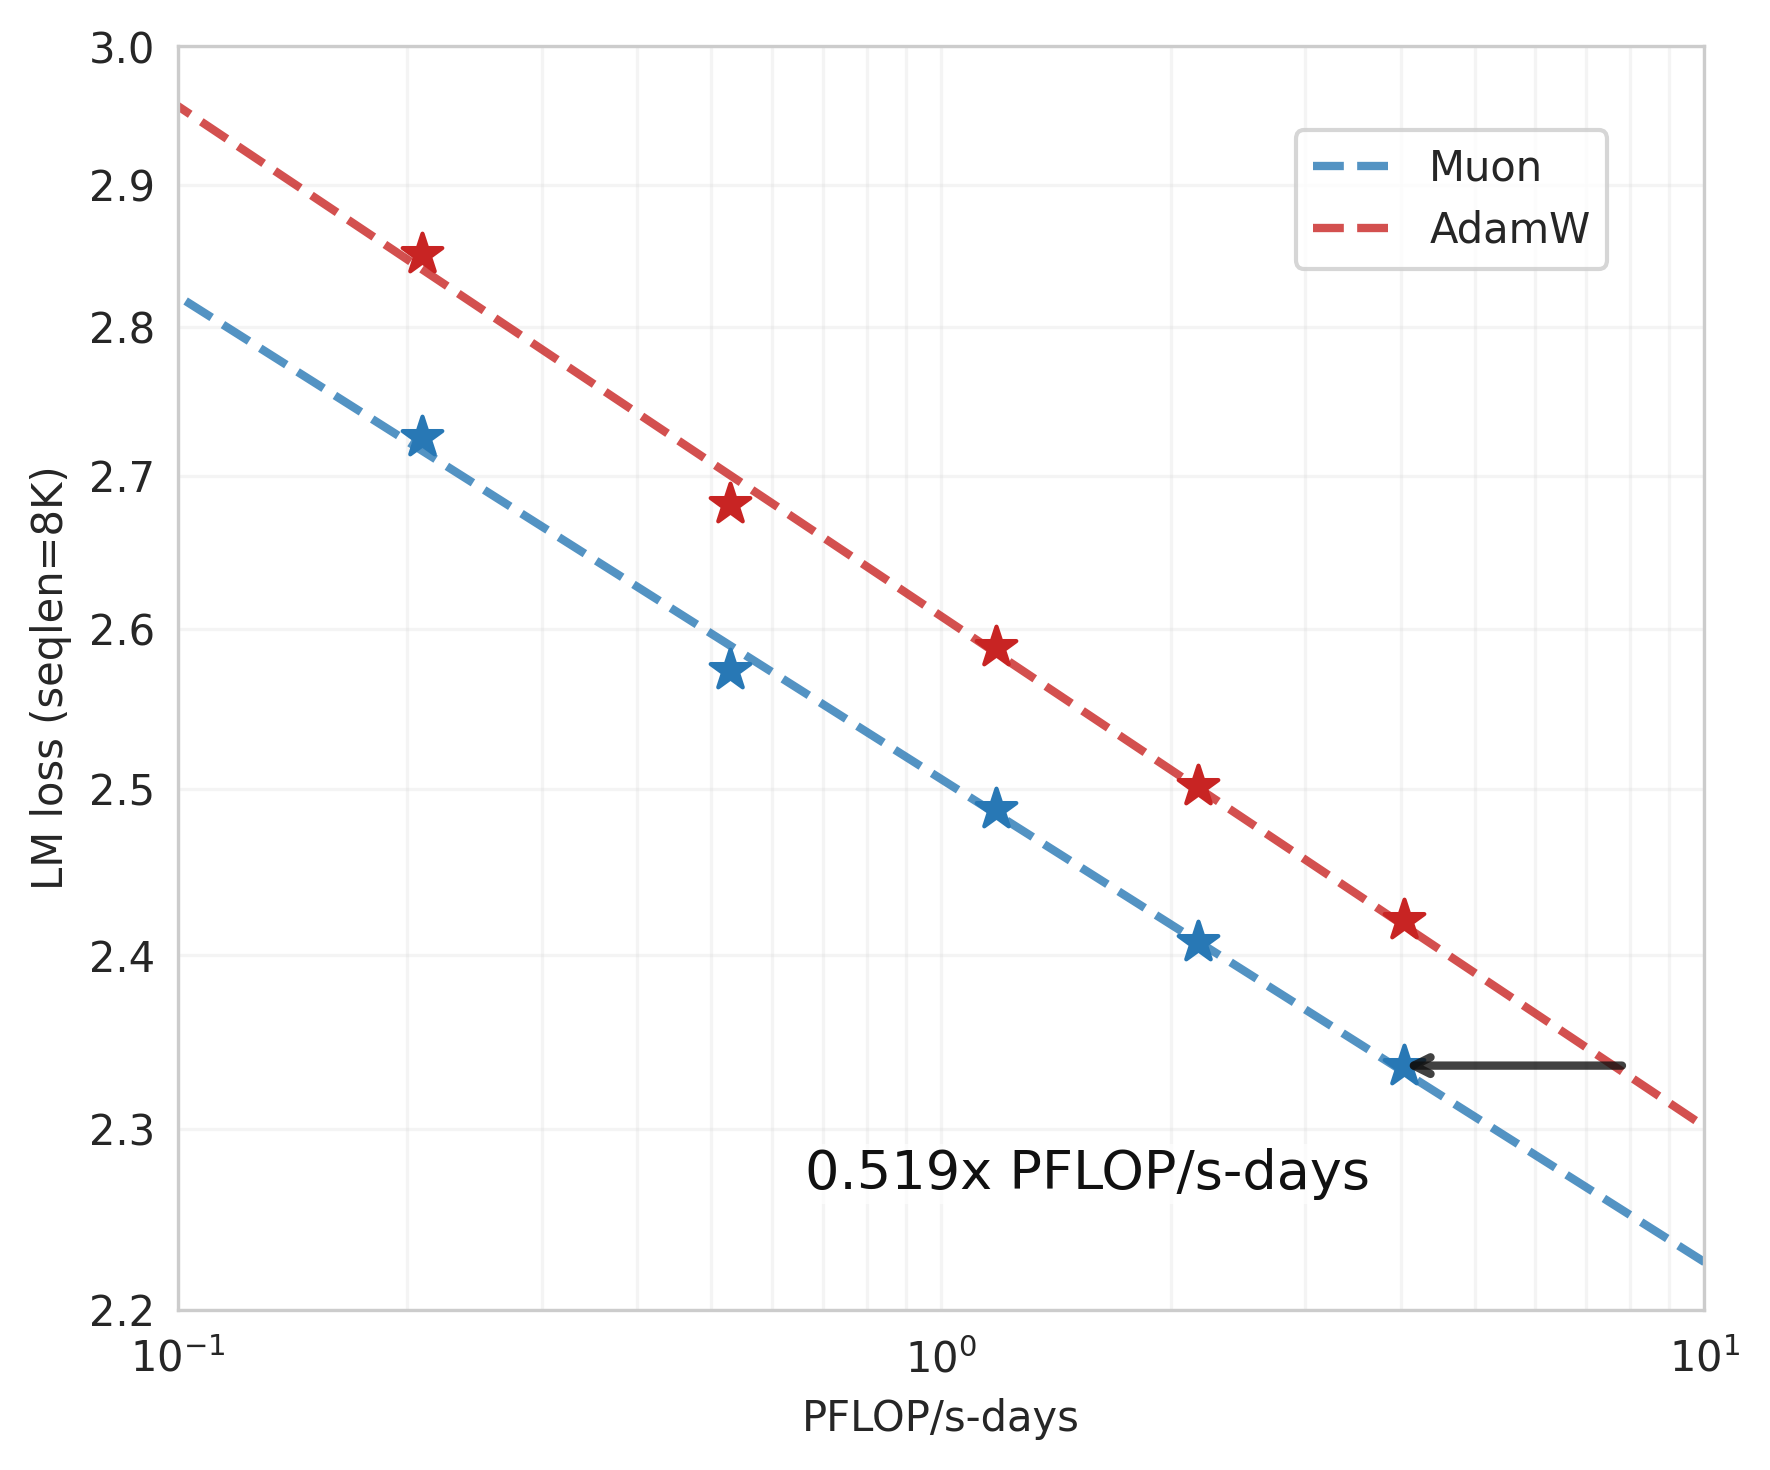 3.0
2.9
2.8
2.7
2.6
2.5
2.4
2.3
2.2
LM loss (seqlen=8K)
Muon
AdamW
0.519x PFLOP/s-days
10⁻¹ 10⁰ 10¹
PFLOP/s-days